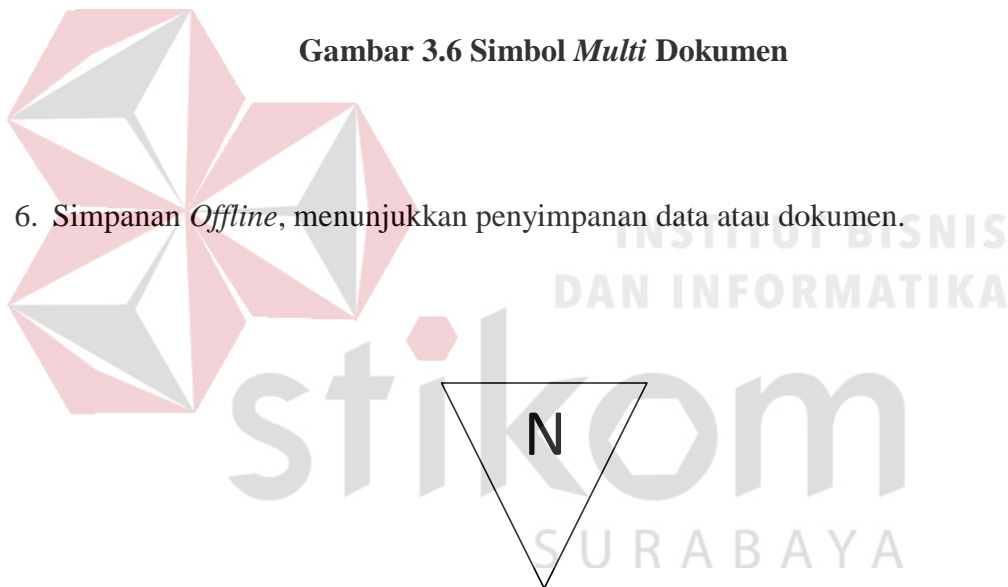 Gambar 3.6 Simbol Multi Dokumen
6. Simpanan Offline, menunjukkan penyimpanan data atau dokumen.
INSTITUT BISNIS
DAN INFORMATIKA
stikom
N
SURABAYA